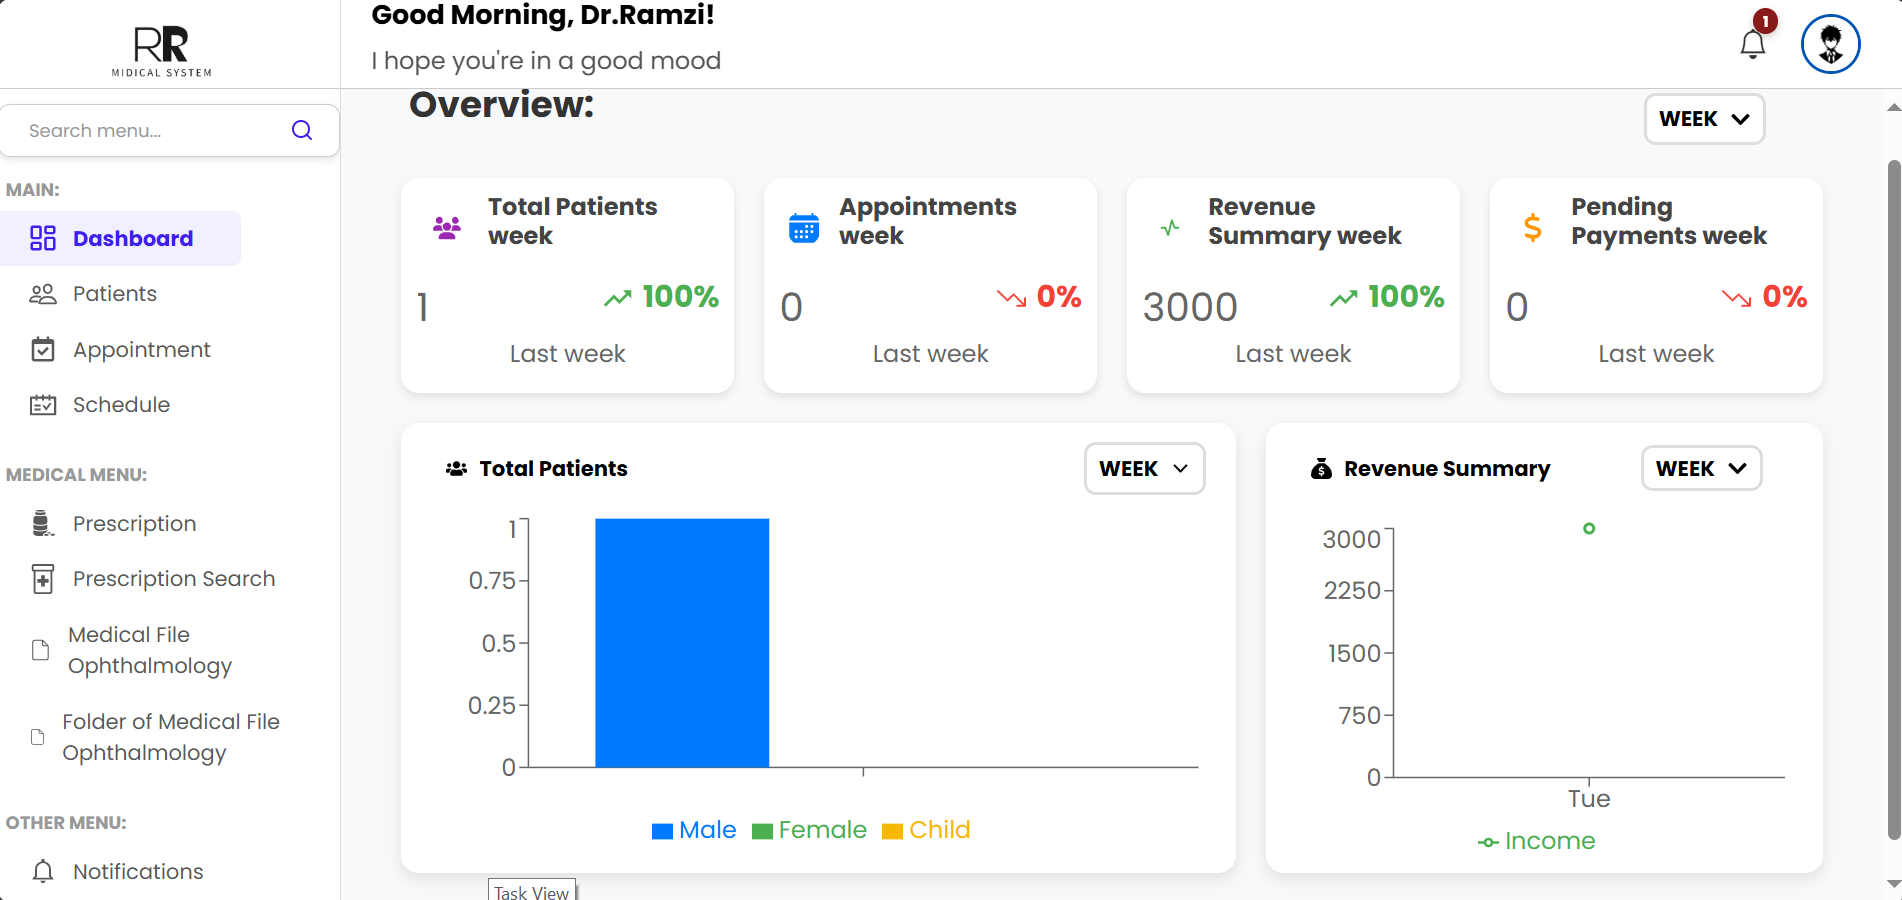 RR
MIDICAL SYSTEM
Good Morning, Dr.Ramzi!
I hope you're in a good mood
1
Search menu...
MAIN:
Dashboard
Patients
Appointment
Schedule
MEDICAL MENU:
Prescription
Prescription Search
Medical File
Ophthalmology
Folder of Medical File
Ophthalmology
OTHER MENU:
Notifications
Overview:
WEEK
Total Patients
week
1
100%
Last week
Appointments
week
0
0%
Last week
Revenue
Summary week
3000
100%
Last week
Pending
Payments week
0
0%
Last week
Total Patients
WEEK
1
0.75
0.5
0.25
0
Male Female Child
Revenue Summary
WEEK
3000
2250
1500
750
0
Tue
Income
Task View